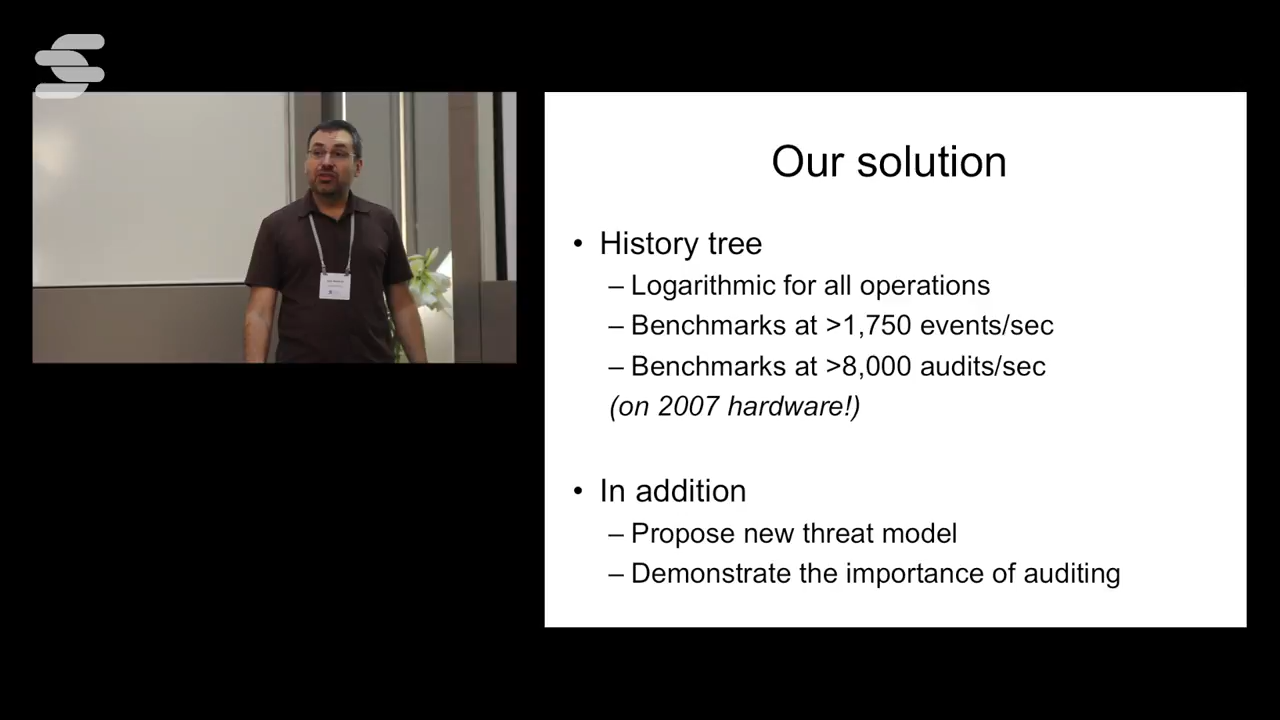 Our solution
• History tree
– Logarithmic for all operations
– Benchmarks at >1,750 events/sec
– Benchmarks at >8,000 audits/sec
(on 2007 hardware!)
• In addition
– Propose new threat model
– Demonstrate the importance of auditing